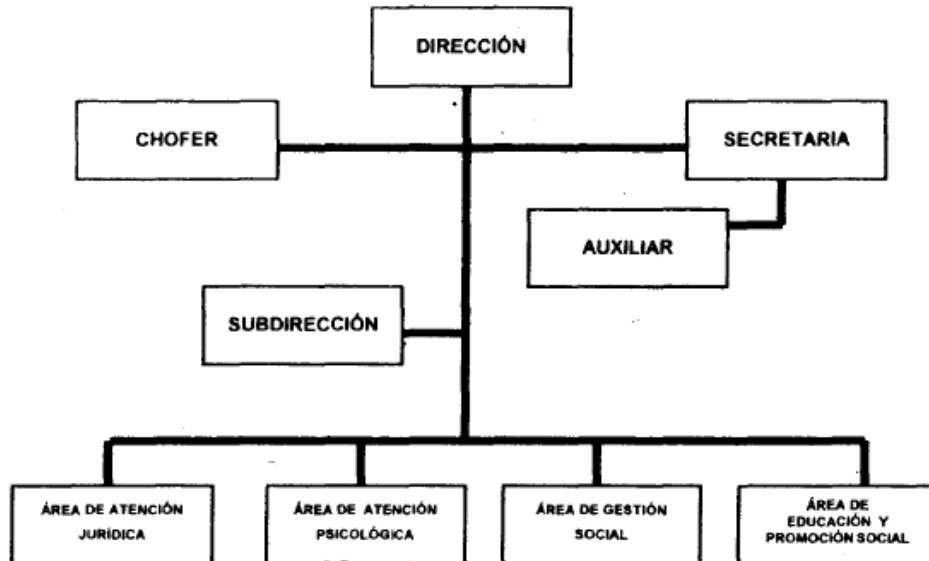 DIRECCIÓN
CHOFER
SECRETARIA
AUXILIAR
SUBDIRECCIÓN
ÁREA DE ATENCIÓN
JURÍDICA
ÁREA DE ATENCIÓN
PSICOLÓGICA
ÁREA DE GESTIÓN
SOCIAL
ÁREA DE
EDUCACIÓN Y
PROMOCIÓN SOCIAL